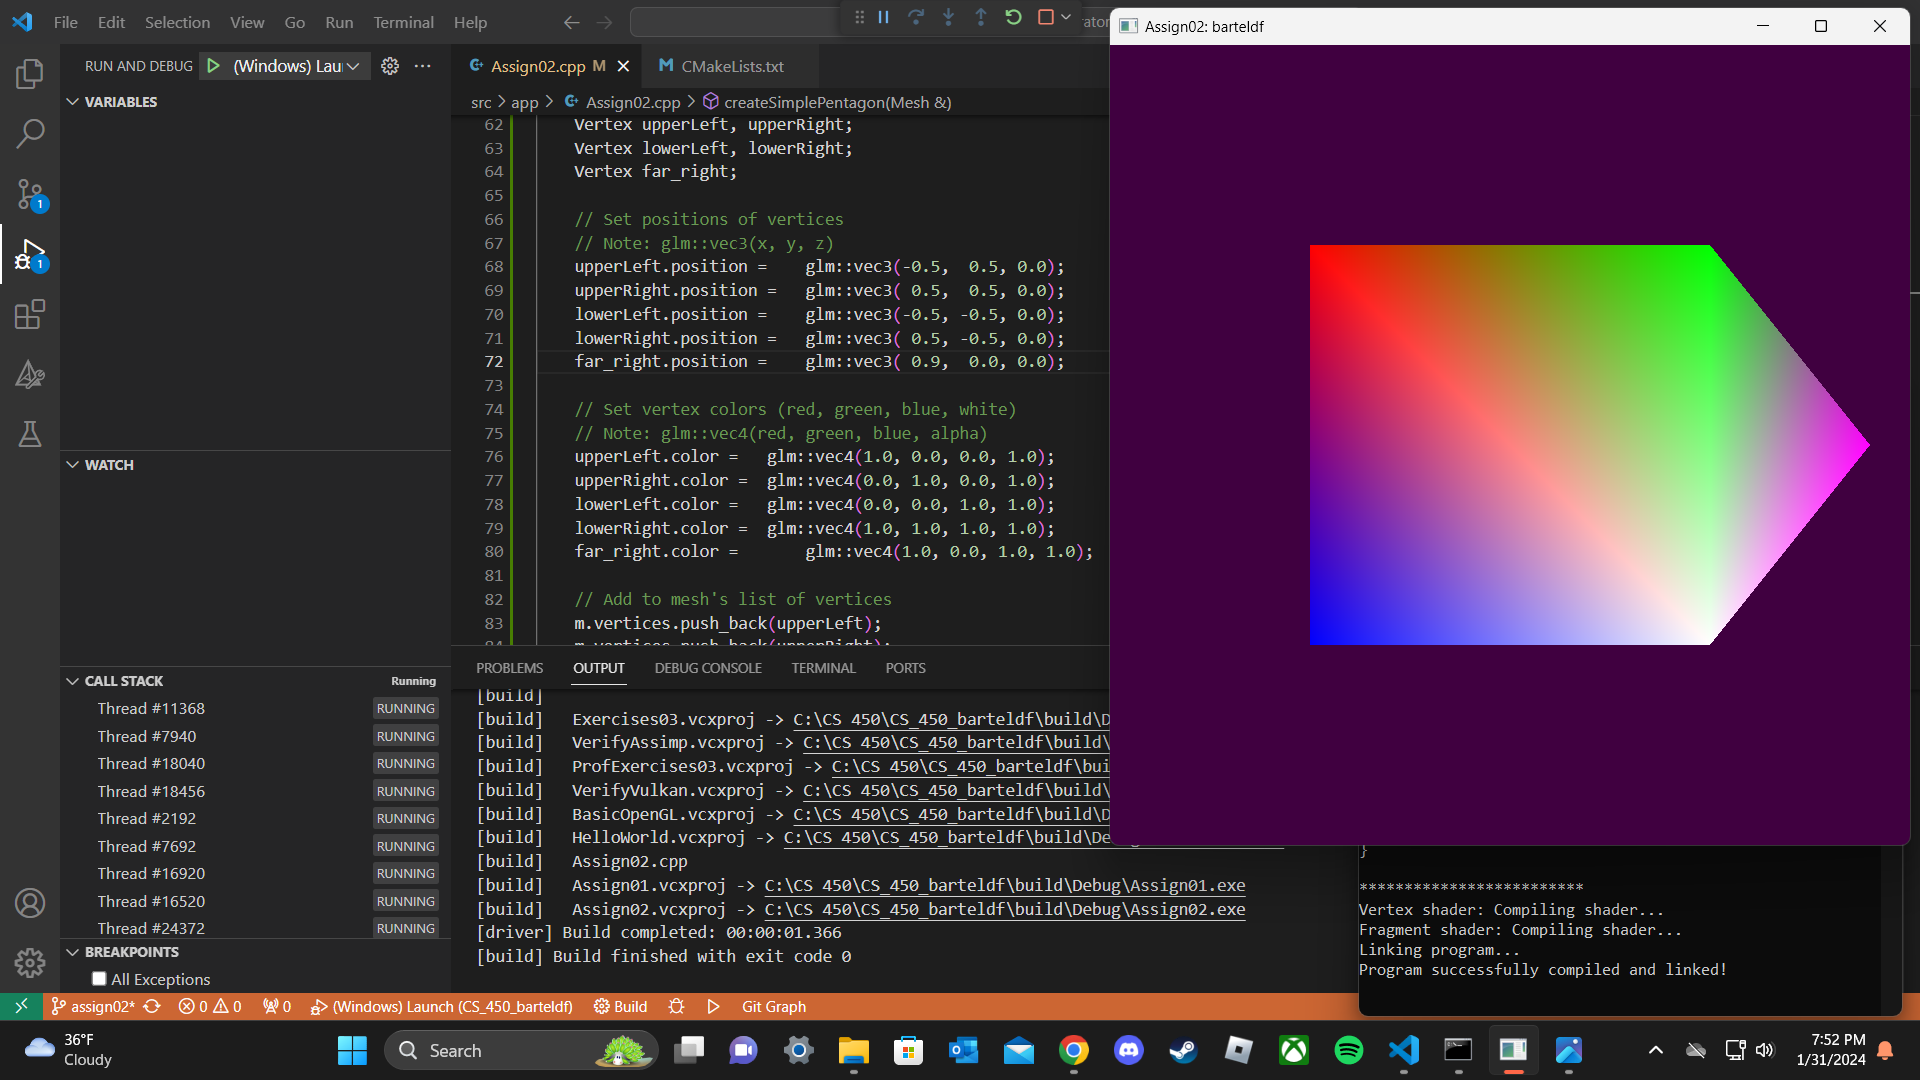 File Edit Selection View Go Run Terminal Help
Assign02: barteldf
RUN AND DEBUG (Windows) Lau
Assign02.cpp M
CMakeLists.txt
VARIABLES
src > app > Assign02.cpp > createSimplePentagon(Mesh &)
62 Vertex upperLeft, upperRight;
63 Vertex lowerLeft, lowerRight;
64 Vertex far_right;
65
66 // Set positions of vertices
67 // Note: glm::vec3(x, y, z)
68 upperLeft.position = glm::vec3(-0.5, 0.5, 0.0);
69 upperRight.position = glm::vec3( 0.5, 0.5, 0.0);
70 lowerLeft.position = glm::vec3(-0.5, -0.5, 0.0);
71 lowerRight.position = glm::vec3( 0.5, -0.5, 0.0);
72 far_right.position = glm::vec3( 0.9, 0.0, 0.0);
73
74 // Set vertex colors (red, green, blue, white)
75 // Note: glm::vec4(red, green, blue, alpha)
76 upperLeft.color = glm::vec4(1.0, 0.0, 0.0, 1.0);
77 upperRight.color = glm::vec4(0.0, 1.0, 0.0, 1.0);
78 lowerLeft.color = glm::vec4(0.0, 0.0, 1.0, 1.0);
79 lowerRight.color = glm::vec4(1.0, 1.0, 1.0, 1.0);
80 far_right.color = glm::vec4(1.0, 0.0, 1.0, 1.0);
81
82 // Add to mesh's list of vertices
83 m.vertices.push_back(upperLeft);
84 m.vertices.push_back(upperRight);
WATCH
CALL STACK Running
Thread #11368 RUNNING
Thread #7940 RUNNING
Thread #18040 RUNNING
Thread #18456 RUNNING
Thread #2192 RUNNING
Thread #7692 RUNNING
Thread #16920 RUNNING
Thread #16520 RUNNING
Thread #24372 RUNNING
BREAKPOINTS
All Exceptions
PROBLEMS OUTPUT DEBUG CONSOLE TERMINAL PORTS
[build]
[build] Exercises03.vcxproj -> C:\CS 450\CS_450_barteldf\build\D
[build] VerifyAssimp.vcxproj -> C:\CS 450\CS_450_barteldf\build\
[build] ProfExercises03.vcxproj -> C:\CS 450\CS_450_barteldf\bui
[build] VerifyVulkan.vcxproj -> C:\CS 450\CS_450_barteldf\build\
[build] BasicOpenGL.vcxproj -> C:\CS 450\CS_450_barteldf\build\D
[build] HelloWorld.vcxproj -> C:\CS 450\CS_450_barteldf\build\De
[build] Assign02.cpp
[build] Assign01.vcxproj -> C:\CS 450\CS_450_barteldf\build\Debug\Assign01.exe
[build] Assign02.vcxproj -> C:\CS 450\CS_450_barteldf\build\Debug\Assign02.exe
[driver] Build completed: 00:00:01.366
[build] Build finished with exit code 0
}
*************************
Vertex shader: Compiling shader...
Fragment shader: Compiling shader...
Linking program...
Program successfully compiled and linked!
assign02* 0 0 0 (Windows) Launch (CS_450_barteldf) Build Git Graph
36°F
Cloudy
Search
7:52 PM
1/31/2024